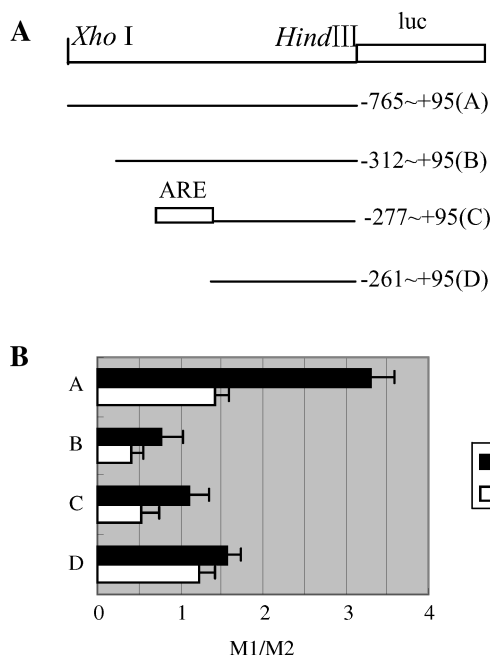 A
Xho I HindIII luc
-765~+95(A)
-312~+95(B)
ARE
-277~+95(C)
-261~+95(D)
B
A
B
C
D
0 1 2 3 4
M1/M2